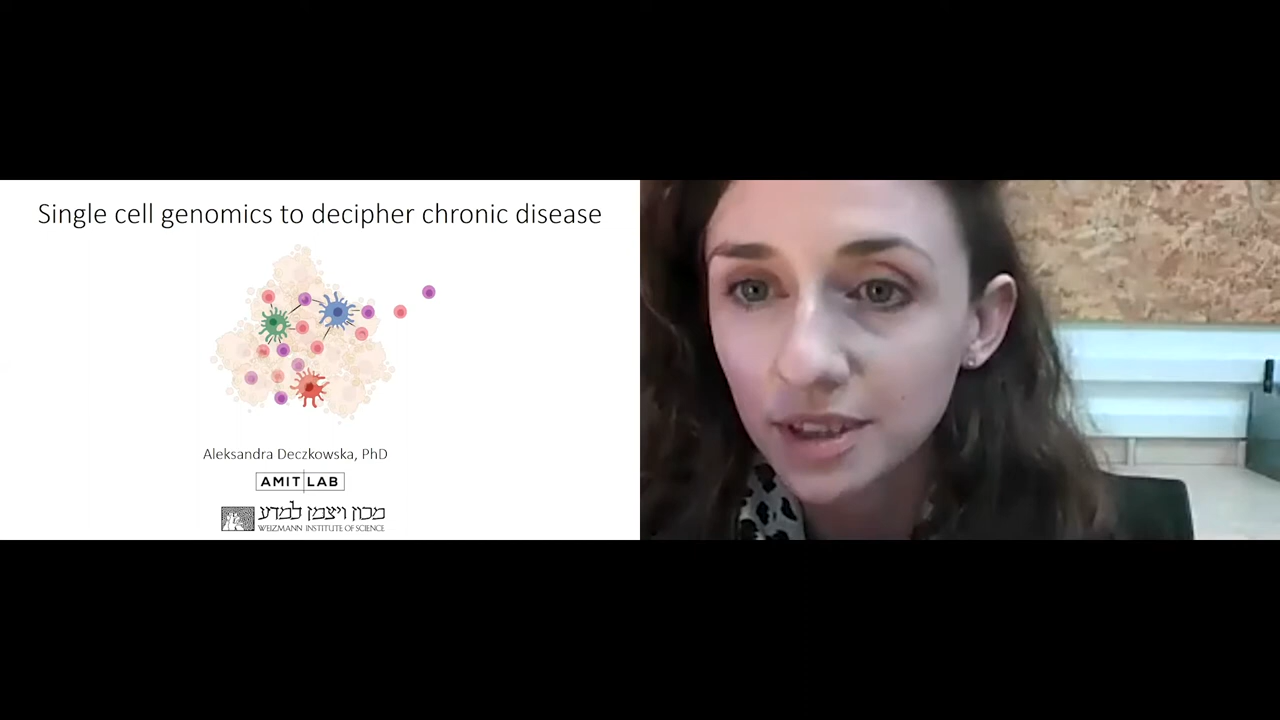 Single cell genomics to decipher chronic disease
Aleksandra Deczkowska, PhD
AMIT LAB
מכון ויצמן למדע
WEIZMANN INSTITUTE OF SCIENCE